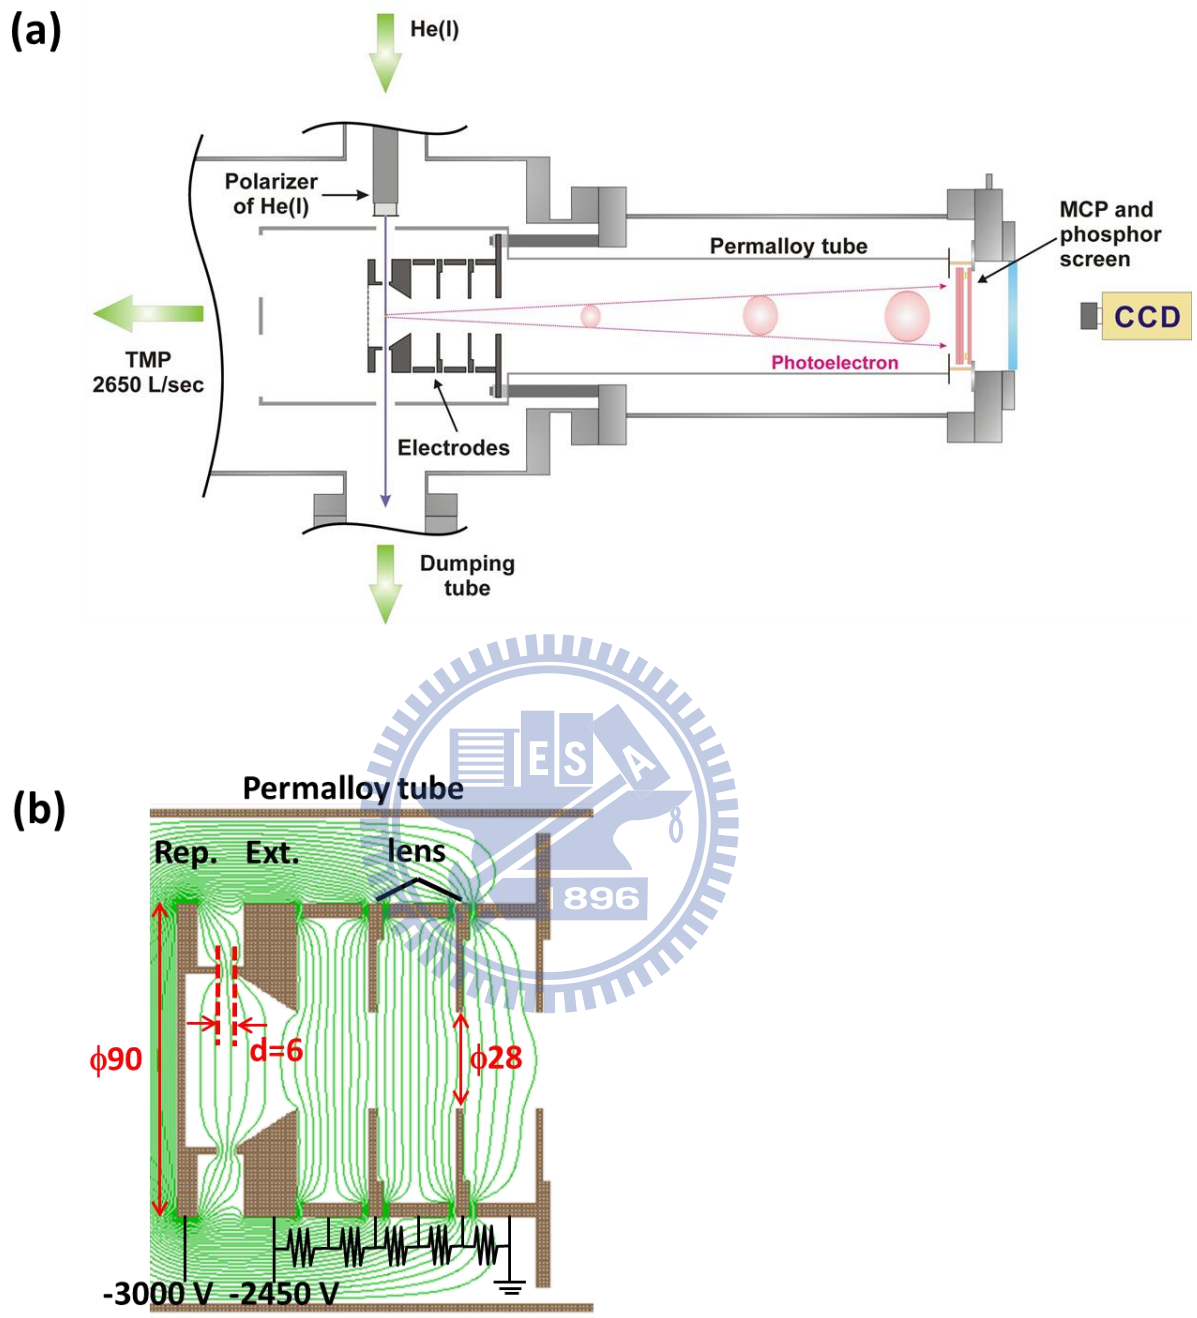 (a)
He(I)
Polarizer
of He(I)
Permalloy tube
MCP and
phosphor
screen
CCD
TMP
2650 L/sec
Photoelectron
Electrodes
Dumping
tube
ESA
1896
(b)
Permalloy tube
Rep.
Ext.
lens
ϕ90
d=6
ϕ28
-3000 V
-2450 V